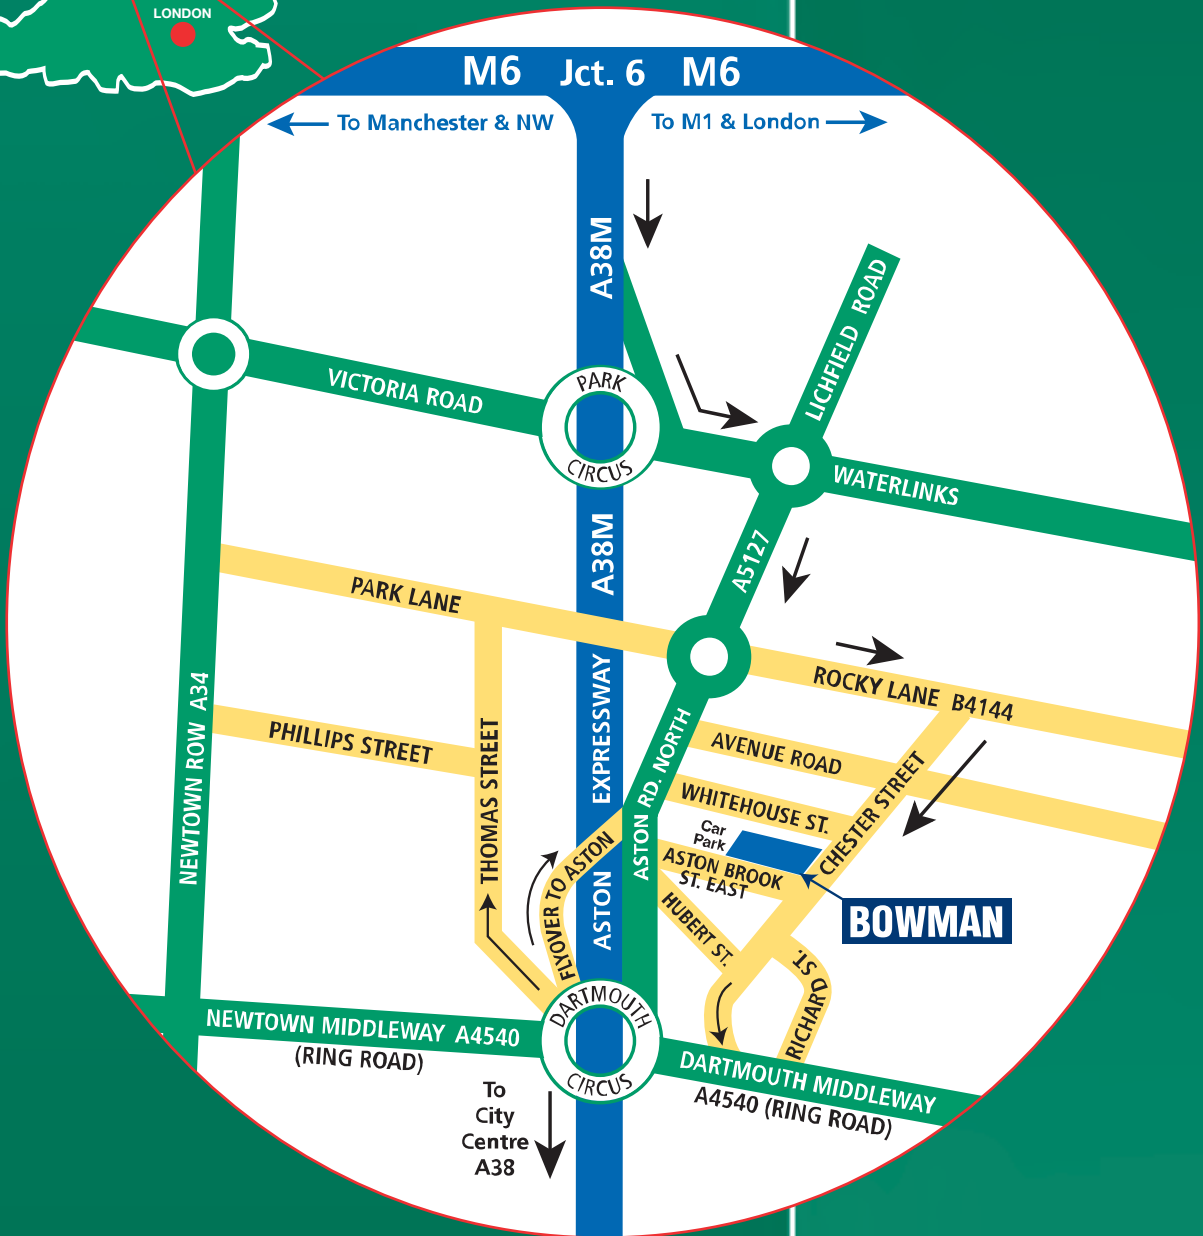 LONDON
M6 Jct. 6 M6
To Manchester & NW
To M1 & London
A38M
LICHFIELD ROAD
PARK
CIRCUS
VICTORIA ROAD
WATERLINKS
A38M
A5127
PARK LANE
ROCKY LANE B4144
NEWTOWN ROW A34
PHILLIPS STREET
THOMAS STREET
ASTON EXPRESSWAY
ASTON RD. NORTH
AVENUE ROAD
WHITEHOUSE ST.
CHESTER STREET
Car
Park
ASTON BROOK
ST. EAST
FLYOVER TO ASTON
HUBERT ST.
BOWMAN
RICHARD ST.
DARTMOUTH
CIRCUS
NEWTOWN MIDDLEWAY A4540
(RING ROAD)
DARTMOUTH MIDDLEWAY
A4540 (RING ROAD)
To
City
Centre
A38